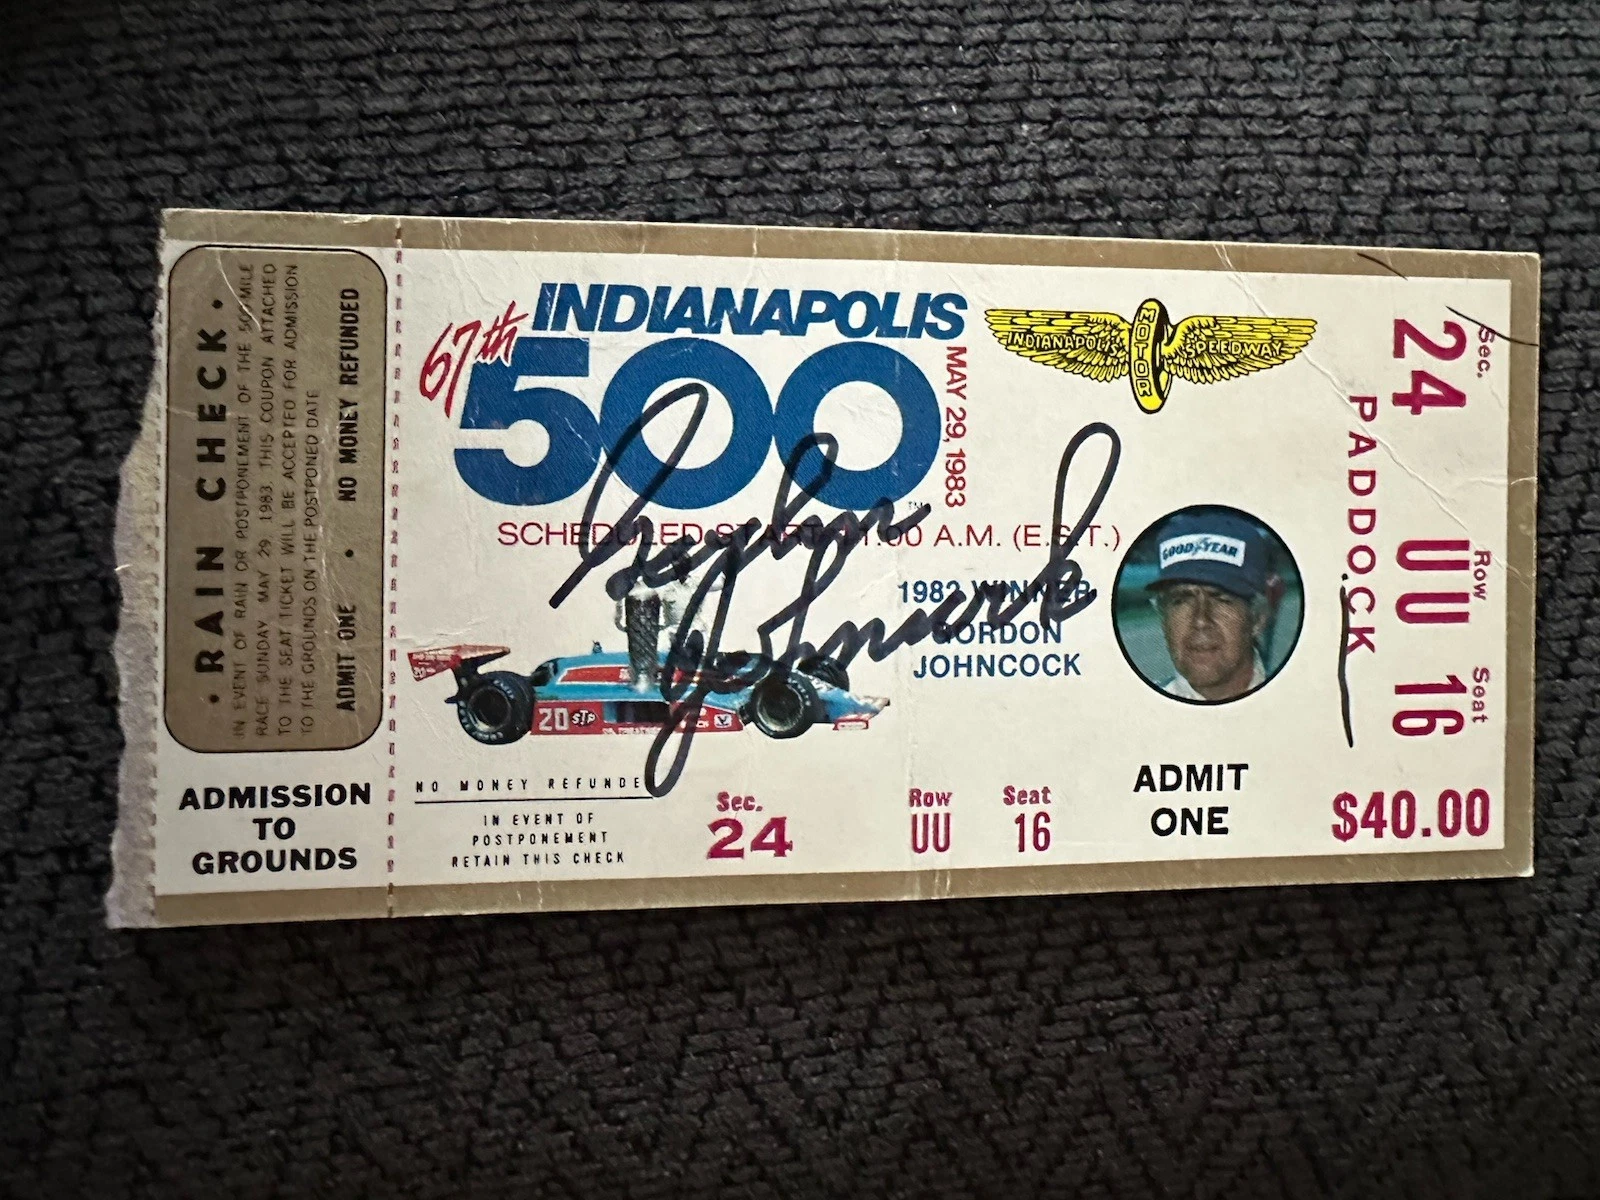 • RAIN CHECK •
IN EVENT OF RAIN OR POSTPONEMENT OF THE 500 MILE
RACE SUNDAY, MAY 29, 1983, THIS COUPON ATTACHED
TO THE SEAT TICKET WILL BE ACCEPTED FOR ADMISSION
TO THE GROUNDS ON THE POSTPONED DATE
ADMIT ONE • NO MONEY REFUNDED
ADMISSION
TO
GROUNDS
67th
INDIANAPOLIS
500
TM
MAY 29, 1983
SCHEDULED START 11:00 A.M. (E.S.T.)
INDIANAPOLIS MOTOR SPEEDWAY
Gordon
Johncock
1982 WINNER
GORDON
JOHNCOCK
GOODYEAR
20 STP
NO MONEY REFUNDE
IN EVENT OF
POSTPONEMENT
RETAIN THIS CHECK
Sec.
24
Row
UU
Seat
16
ADMIT
ONE
Sec. Row Seat
24 UU 16
PADDOCK
$40.00